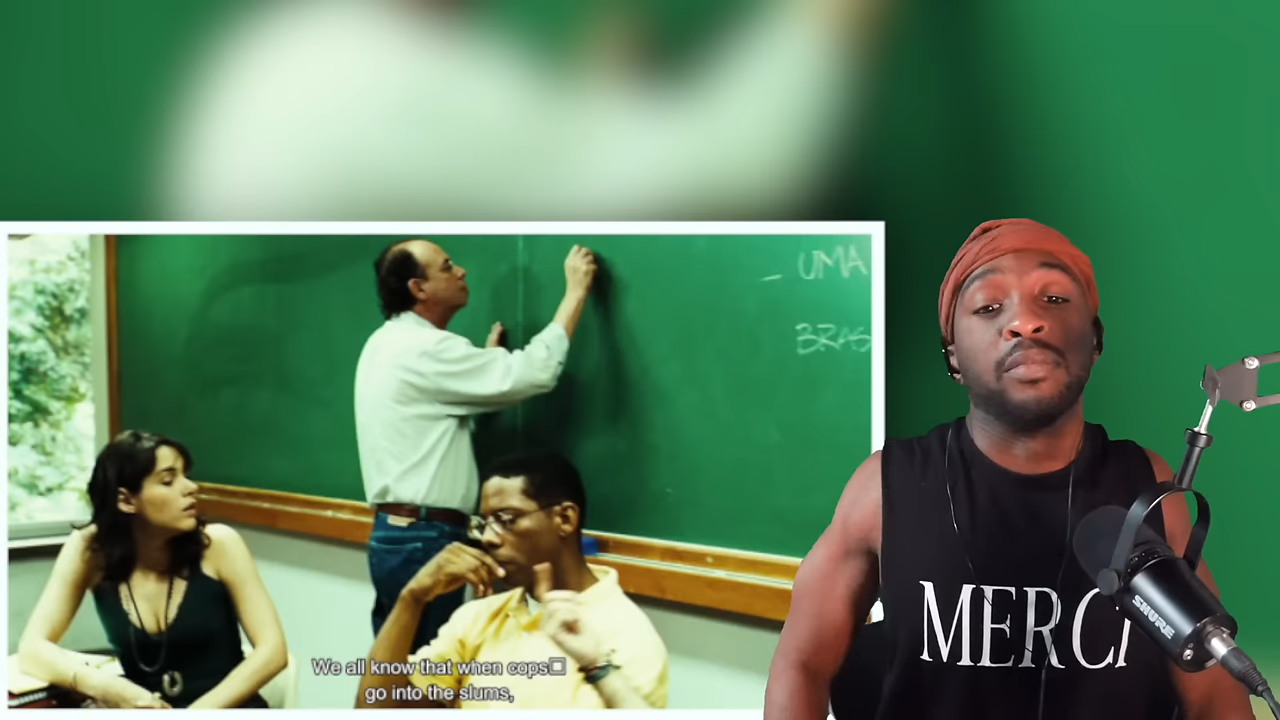 UMA
BRAS
We all know that when cops□
go into the slums,
MERCI
SHURE